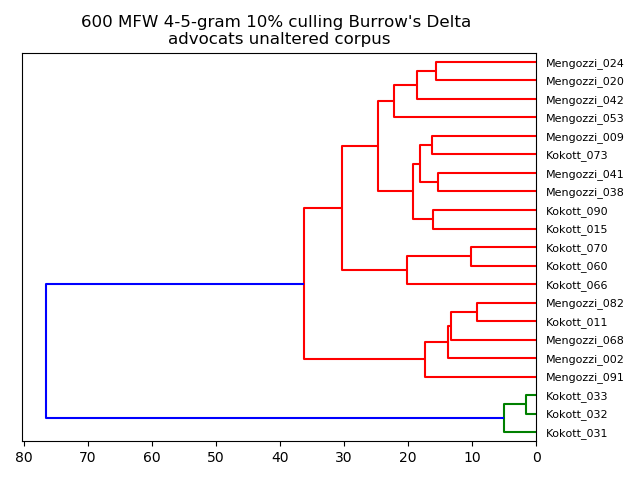 600 MFW 4-5-gram 10% culling Burrow's Delta
advocats unaltered corpus
Mengozzi_024
Mengozzi_020
Mengozzi_042
Mengozzi_053
Mengozzi_009
Kokott_073
Mengozzi_041
Mengozzi_038
Kokott_090
Kokott_015
Kokott_070
Kokott_060
Kokott_066
Mengozzi_082
Kokott_011
Mengozzi_068
Mengozzi_002
Mengozzi_091
Kokott_033
Kokott_032
Kokott_031
80 70 60 50 40 30 20 10 0